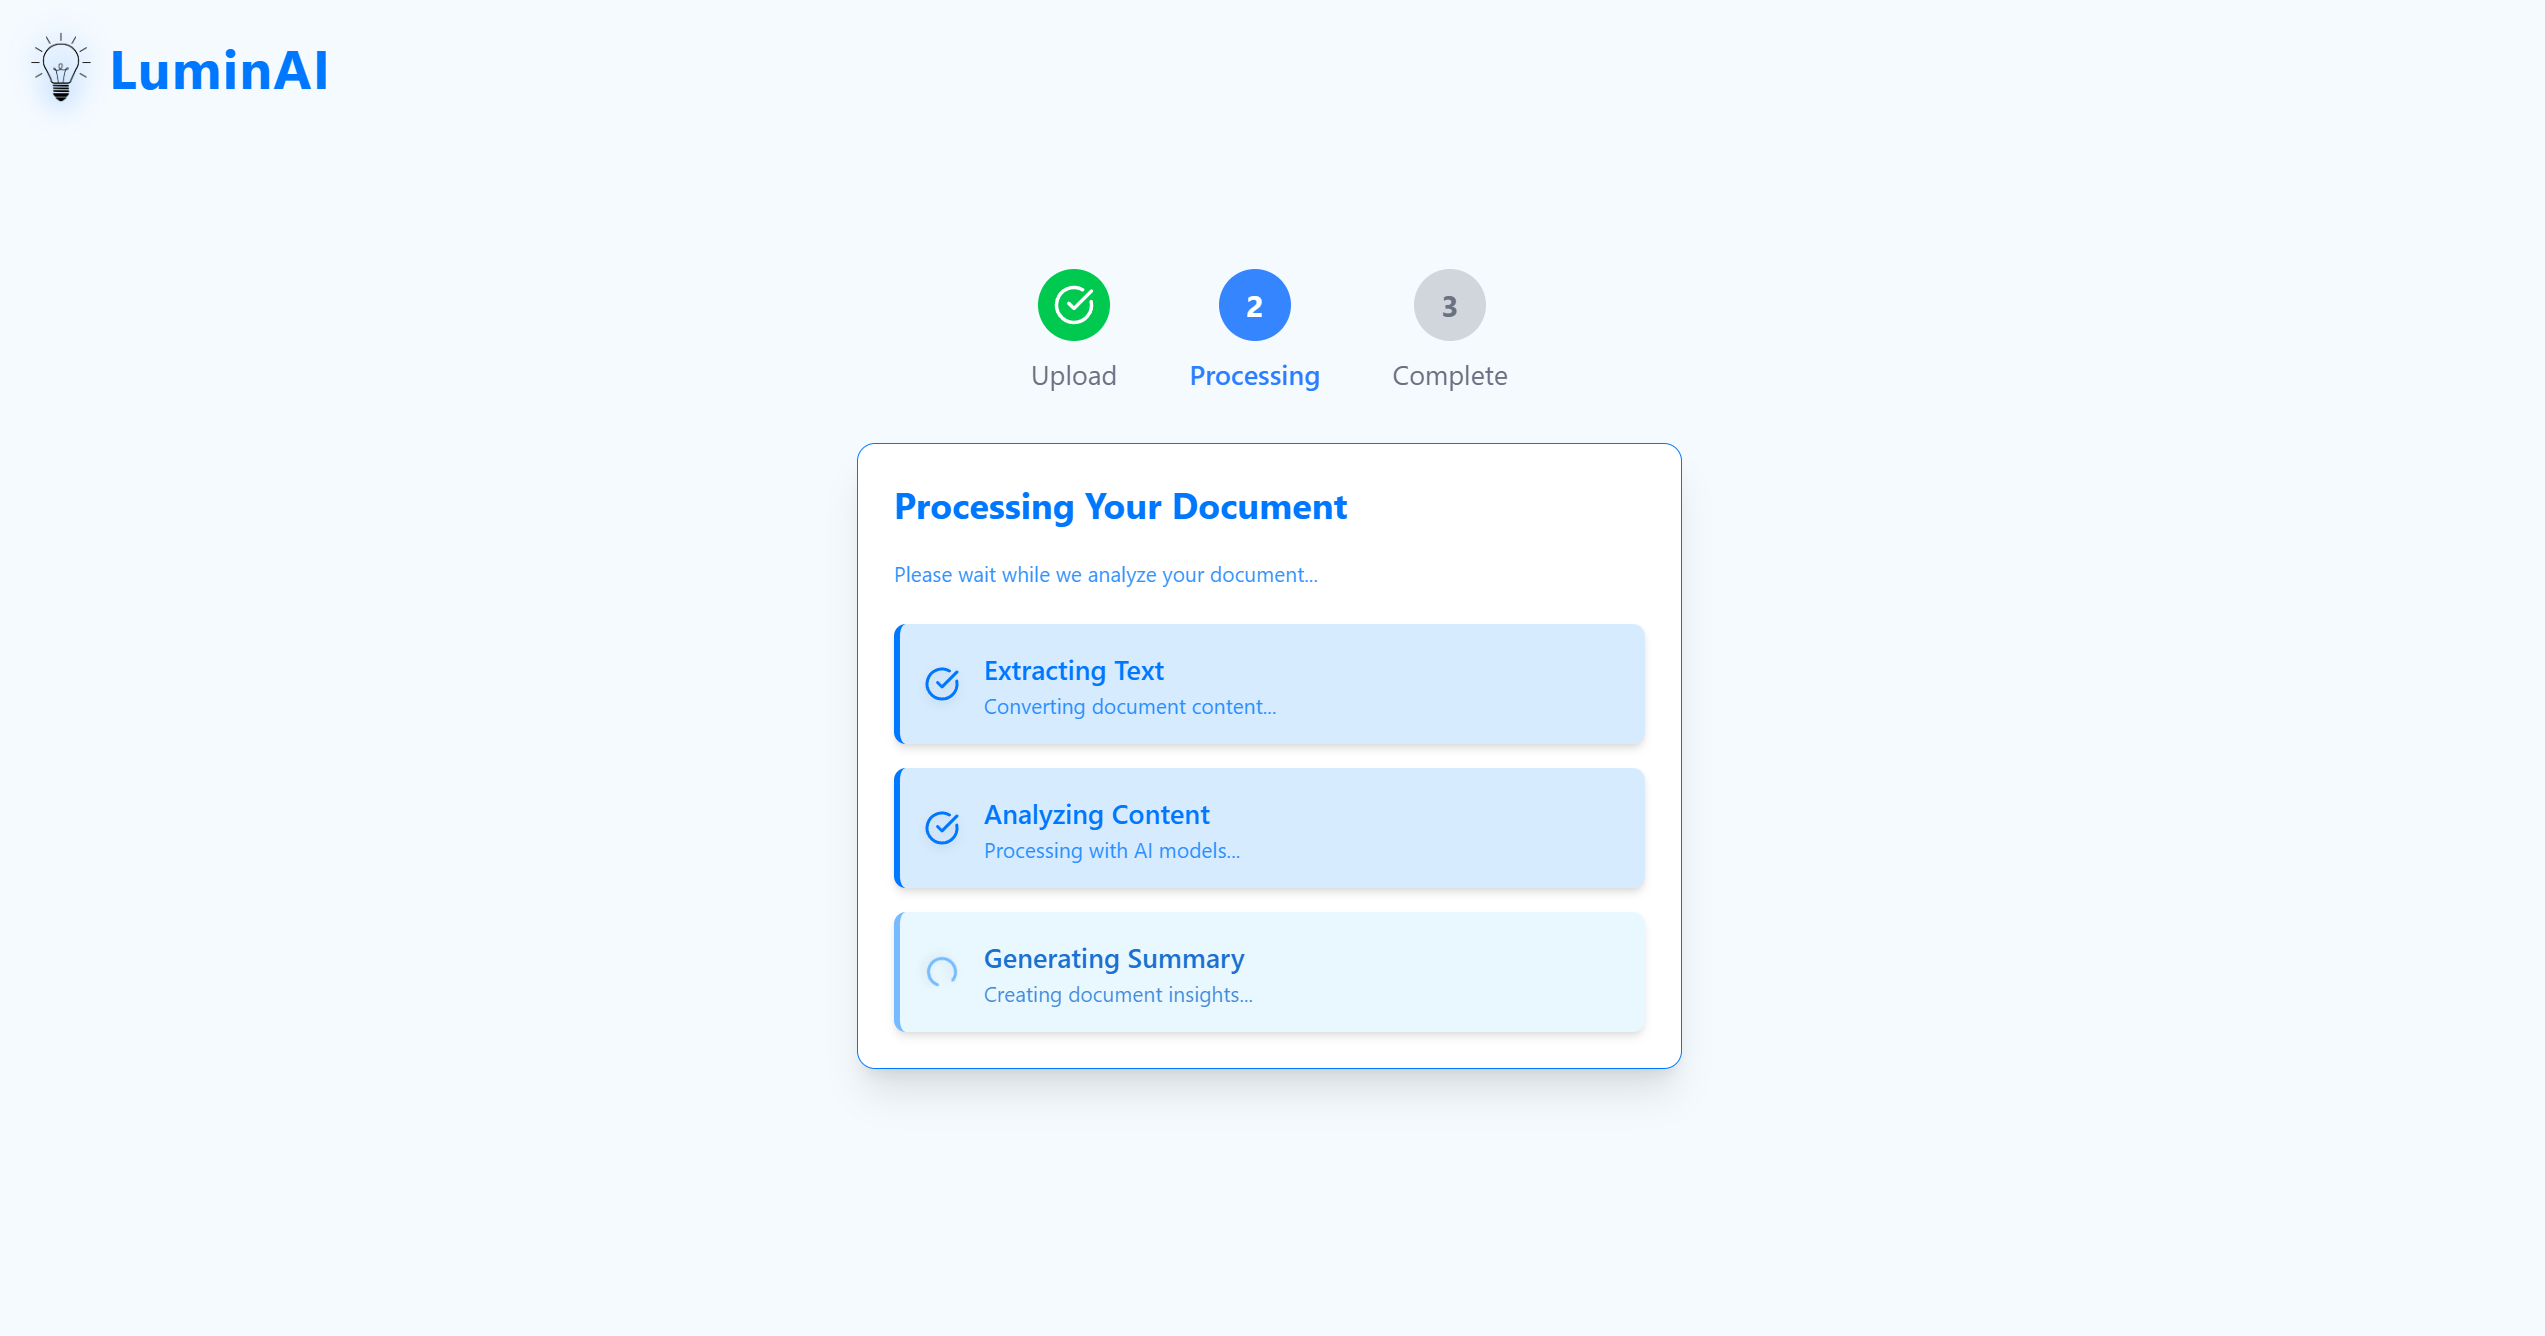 LuminAI
2
3
Upload
Processing
Complete
Processing Your Document
Please wait while we analyze your document...
Extracting Text
Converting document content...
Analyzing Content
Processing with AI models...
Generating Summary
Creating document insights...